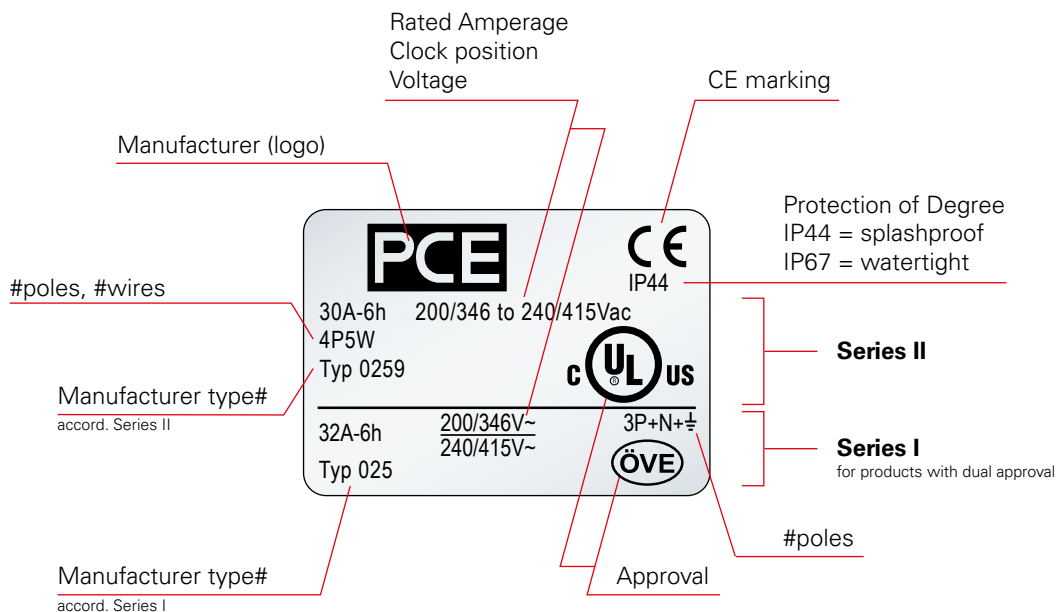 Rated Amperage
Clock position
Voltage
CE marking
Manufacturer (logo)
Protection of Degree
IP44 = splashproof
IP67 = watertight
PCE
CE
IP44
#poles, #wires
30A-6h 200/346 to 240/415Vac
4P5W
Typ 0259
C UL ® US
Series II
Manufacturer type#
accord. Series II
32A-6h 200/346V~ 3P+N+⏚
240/415V~
Typ 025
ÖVE
Series I
for products with dual approval
#poles
Manufacturer type#
accord. Series I
Approval